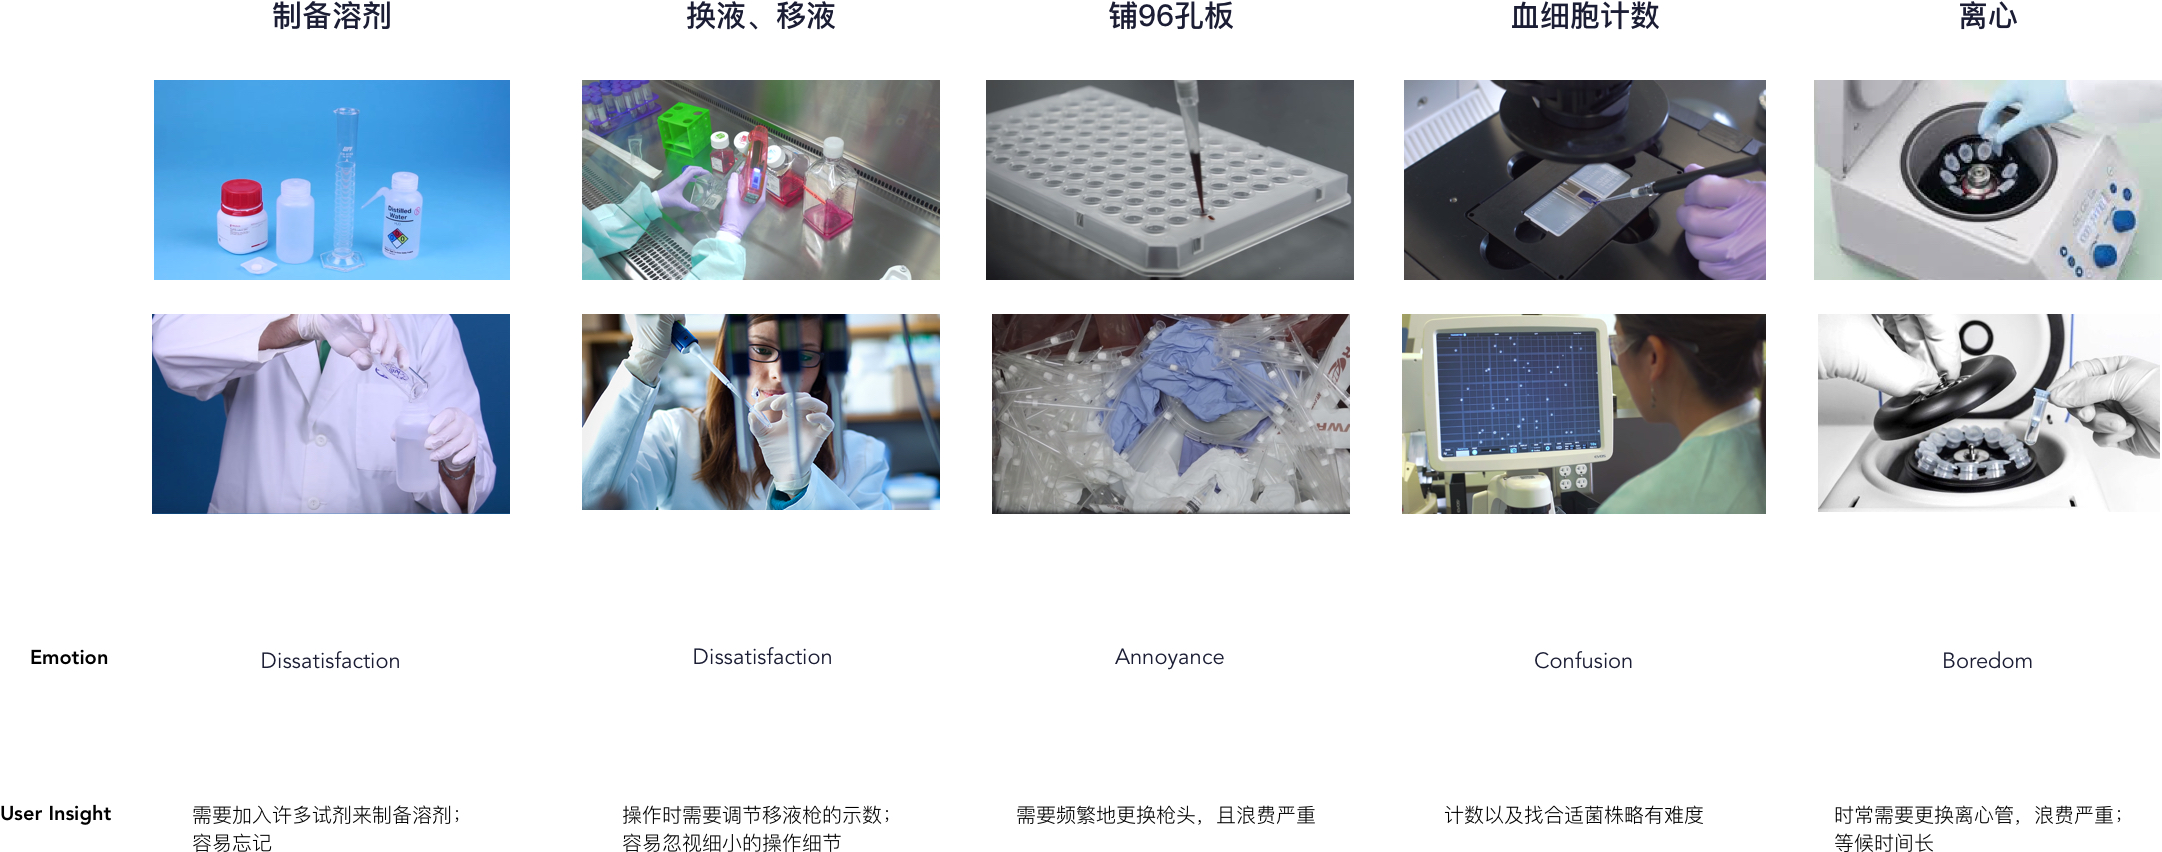 制备溶剂
换液、移液
铺96孔板
血细胞计数
离心
Distilled
Water
Emotion
Dissatisfaction
Dissatisfaction
Annoyance
Confusion
Boredom
User Insight
需要加入许多试剂来制备溶剂；
容易忘记
操作时需要调节移液枪的示数；
容易忽视细小的操作细节
需要频繁地更换枪头，且浪费严重
计数以及找合适菌株略有难度
时常需要更换离心管，浪费严重；
等候时间长